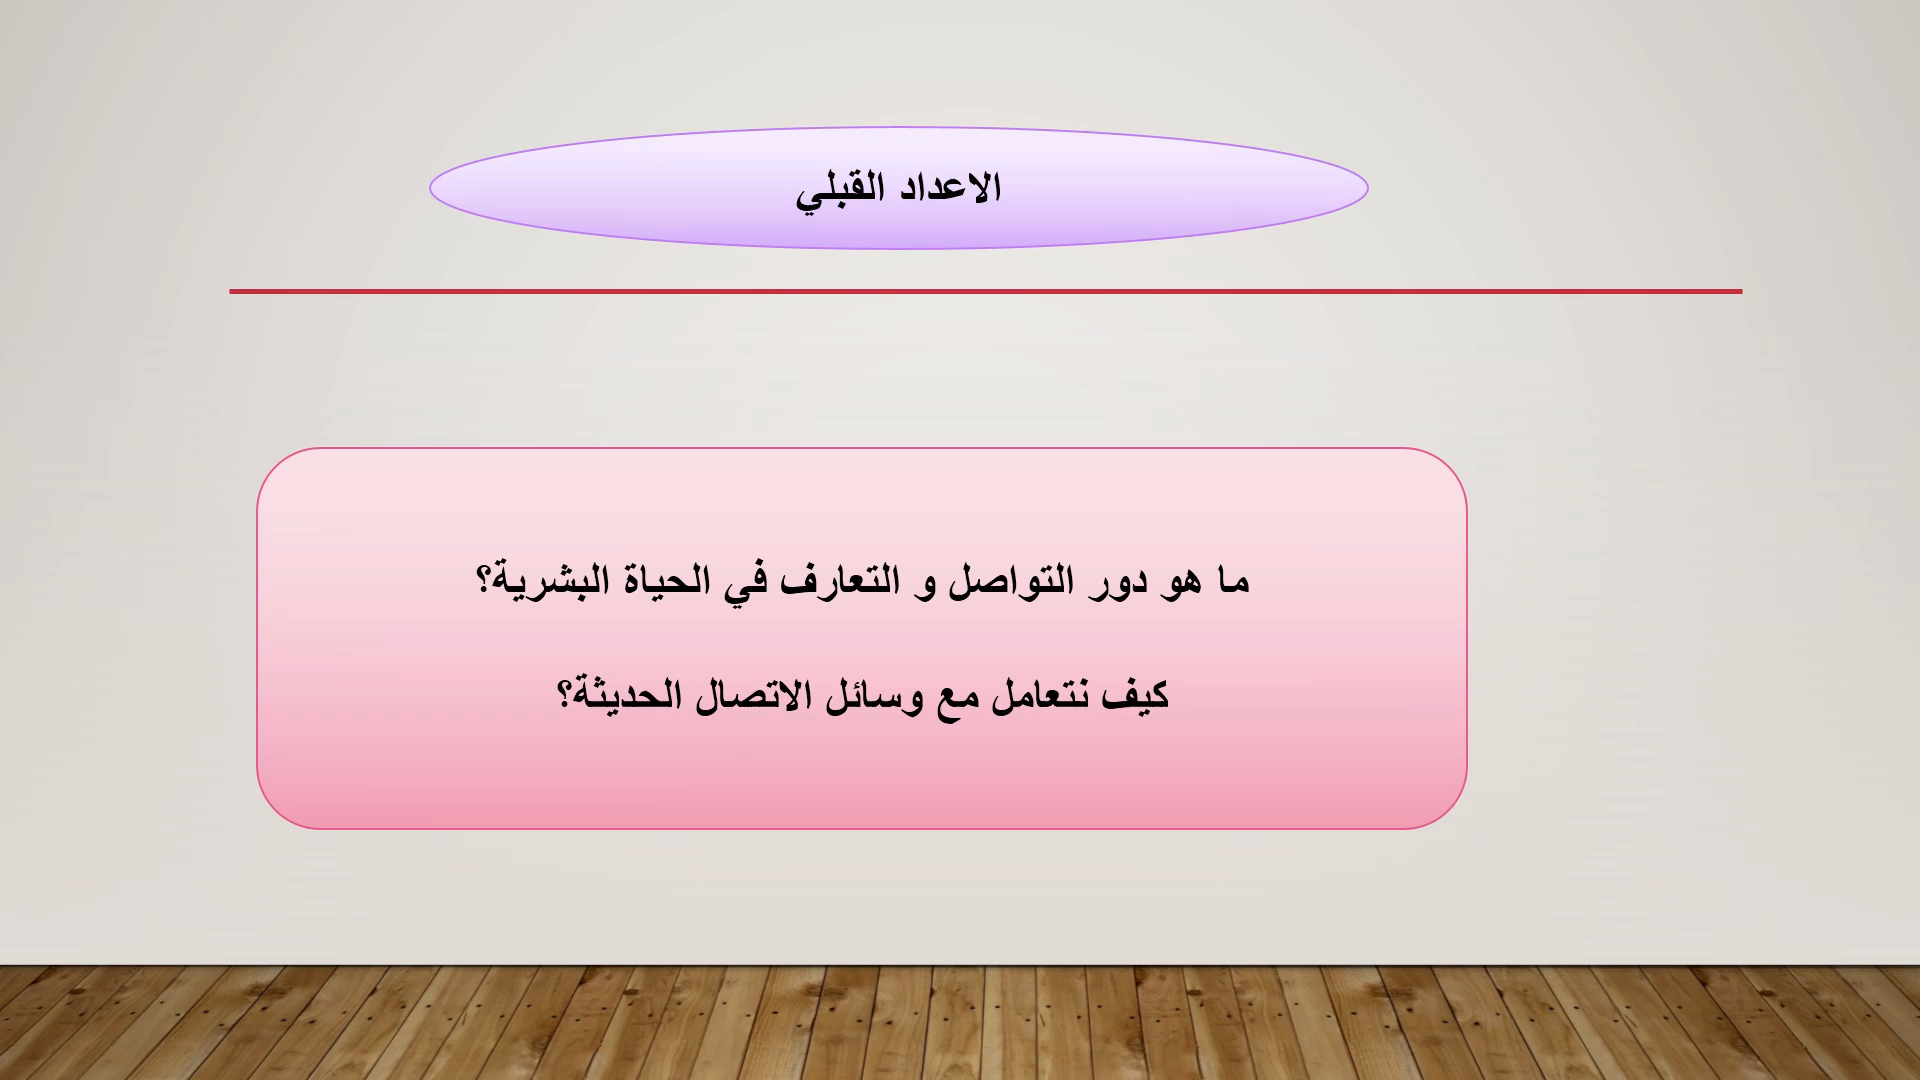 الاعداد القبلي
ما هو دور التواصل و التعارف في الحياة البشرية؟
كيف نتعامل مع وسائل الاتصال الحديثة؟